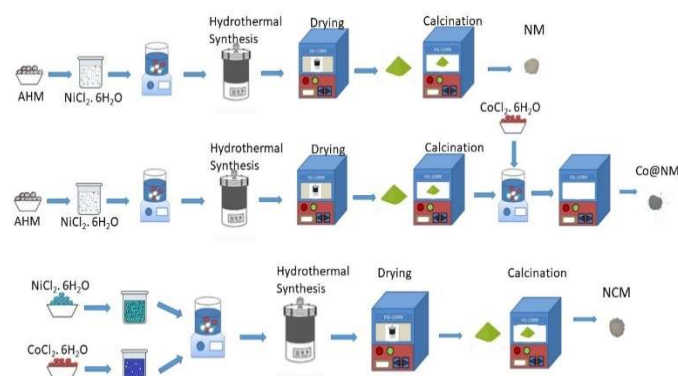 Hydrothermal
Synthesis
Drying
Calcination
NM
AHM
NiCl2. 6H2O
CoCl2. 6H2O
Hydrothermal
Synthesis
Drying
Calcination
Co@NM
AHM
NiCl2. 6H2O
NiCl2. 6H2O
Hydrothermal
Synthesis
Drying
Calcination
NCM
CoCl2. 6H2O